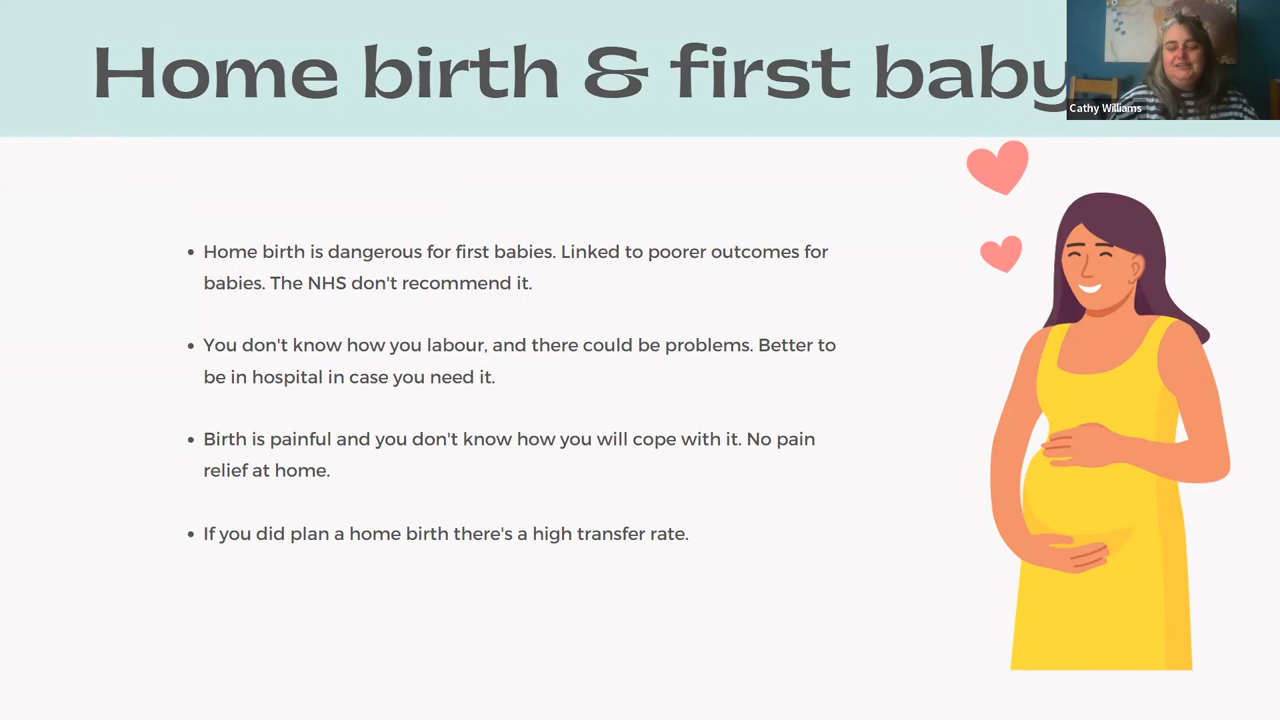 Home birth & first baby
Cathy Williams
• Home birth is dangerous for first babies. Linked to poorer outcomes for
babies. The NHS don't recommend it.
• You don't know how you labour, and there could be problems. Better to
be in hospital in case you need it.
• Birth is painful and you don't know how you will cope with it. No pain
relief at home.
• If you did plan a home birth there's a high transfer rate.